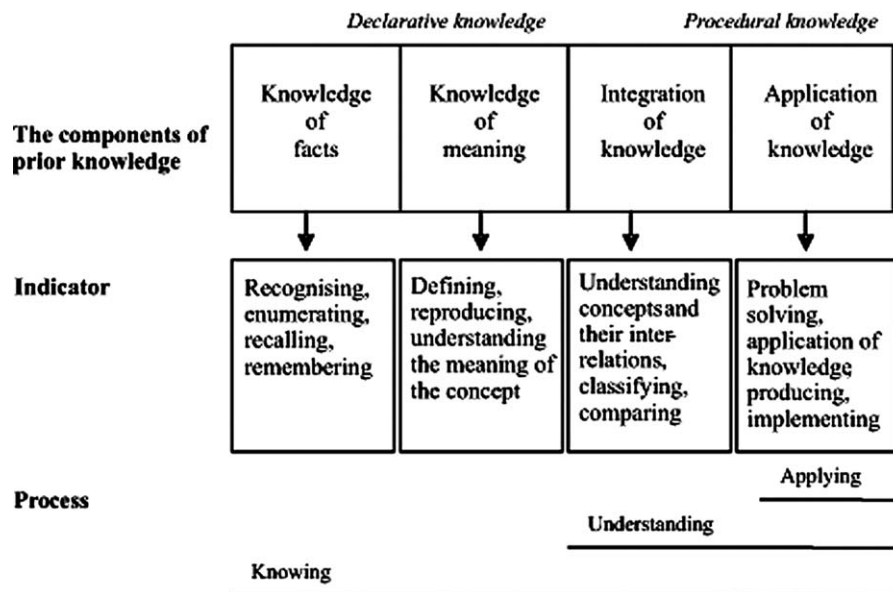 Declarative knowledge
Procedural knowledge
The components of
prior knowledge
Knowledge
of
facts
Knowledge
of
meaning
Integration
of
knowledge
Application
of
knowledge
Indicator
Recognising,
enumerating,
recalling,
remembering
Defining,
reproducing,
understanding
the meaning of
the concept
Understanding
concepts and
their inter-
relations,
classifying,
comparing
Problem
solving,
application of
knowledge,
producing,
implementing
Process
Applying
Understanding
Knowing